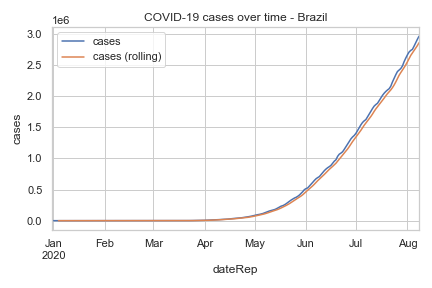 COVID-19 cases over time - Brazil
1e6
cases
cases (rolling)
3.0
2.5
2.0
1.5
1.0
0.5
0.0
cases
Jan Feb Mar Apr May Jun Jul Aug
2020
dateRep